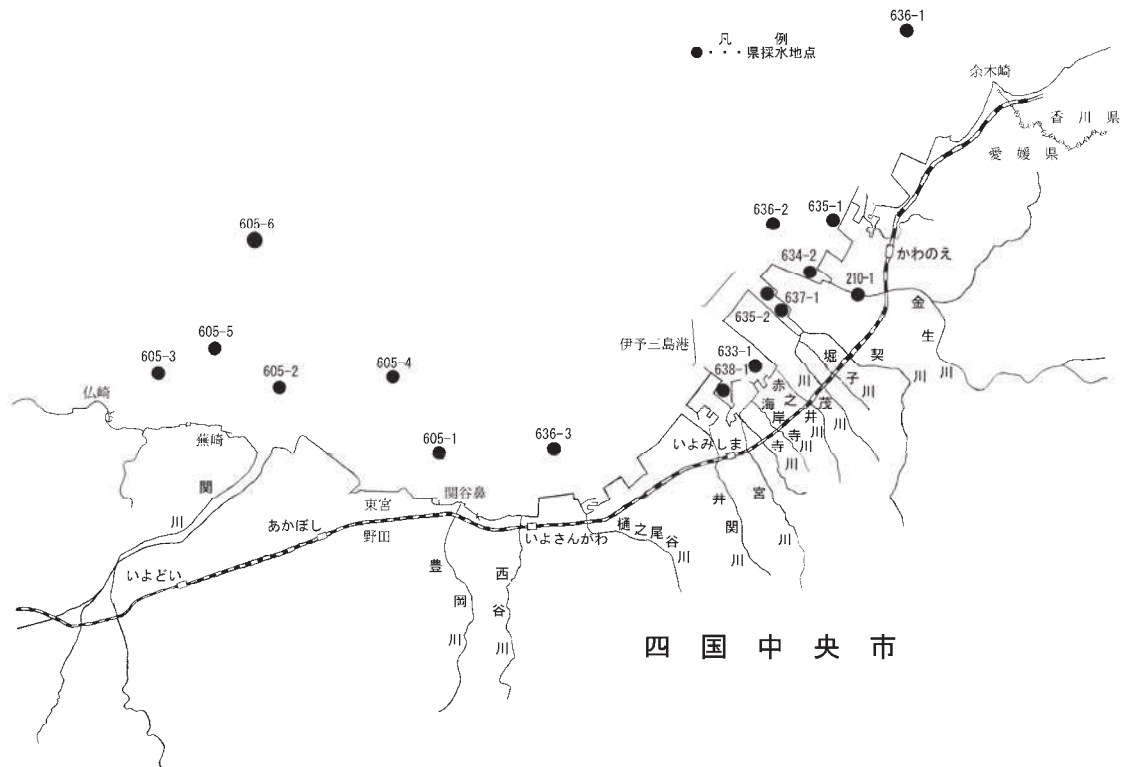 636-1
凡例
●・・・県採水地点
余木崎
香川県
愛媛県
605-6
636-2
635-1
634-2
かわのえ
210-1
637-1
635-2
金生川
605-5
605-3
605-2
605-4
伊予三島港
633-1
638-1
契川
堀子川
赤之井川
茂川
海岸寺川
寺川
仏崎
蕪崎
605-1
636-3
いよみしま
関川
関谷鼻
東宮
あかぼし
野田
いよさんがわ
樋之尾谷川
井関川
宮川
いよどい
豊岡川
西谷川
四国中央市